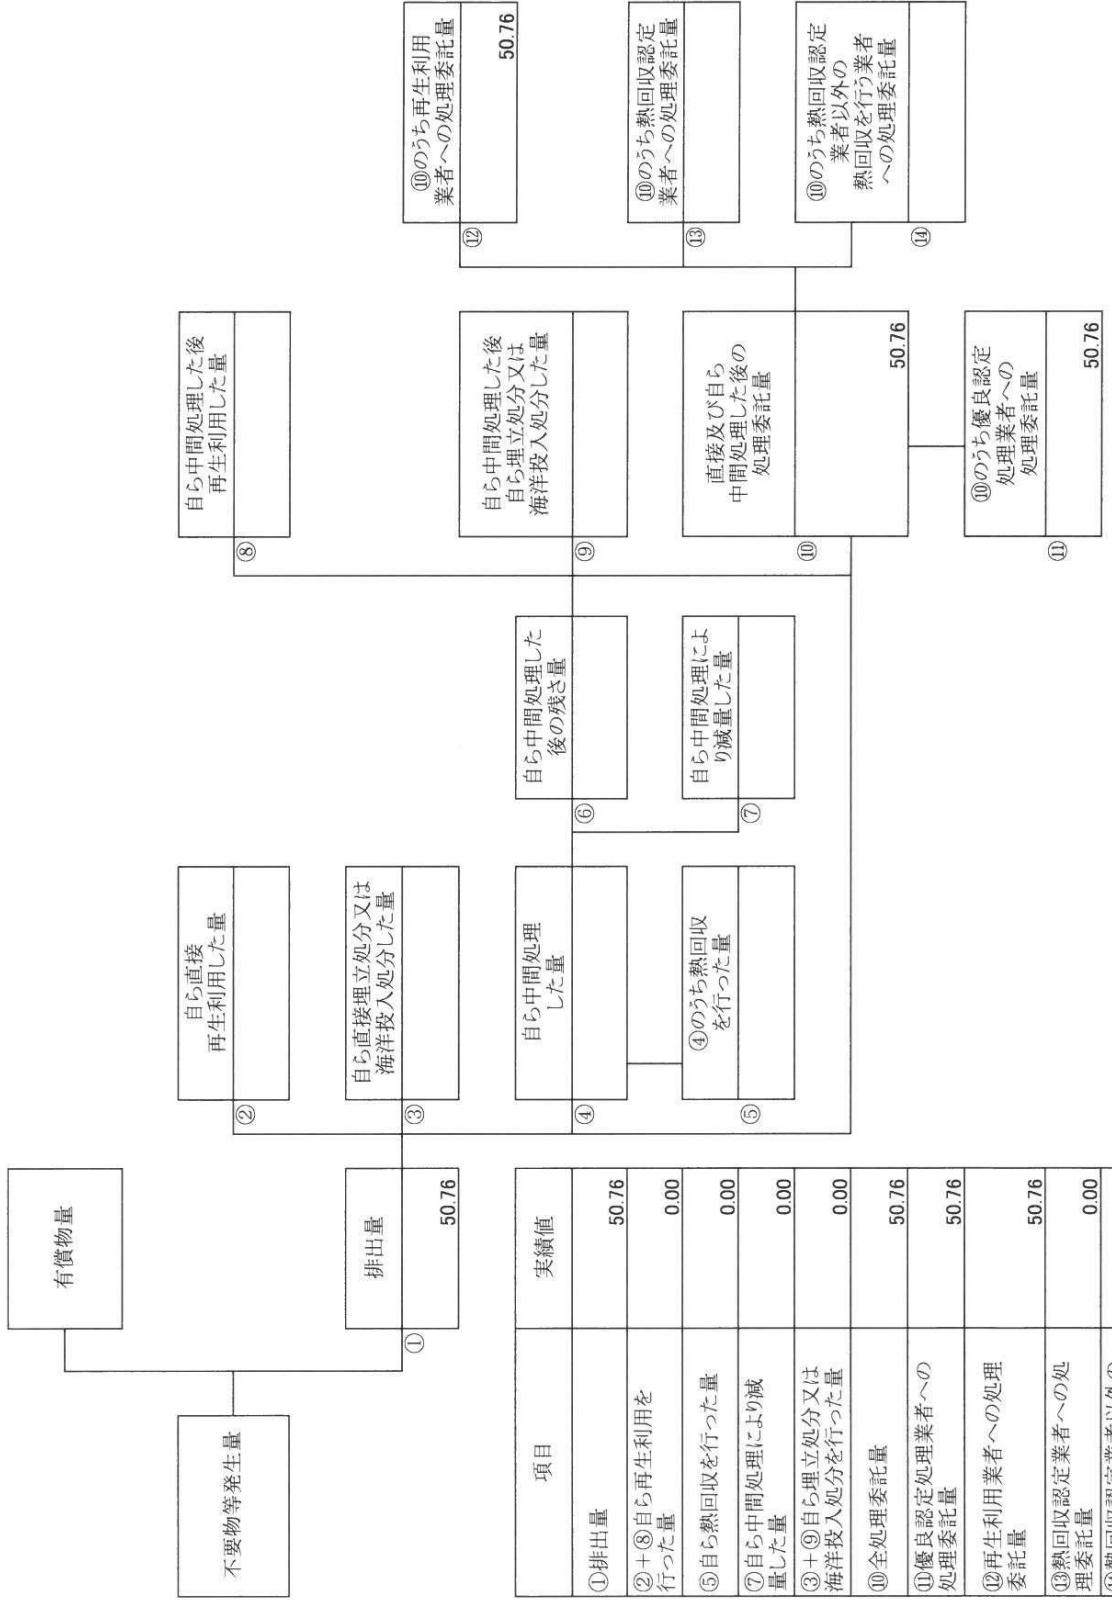 不要物等発生量
有償物量
排出量
①
50.76
②
自ら直接
再生利用した量
③
自ら直接埋立処分又は
海洋投入処分した量
④
自ら中間処理
した量
⑤
④のうち熱回収
を行った量
⑥
自ら中間処理した
後の残さ量
⑦
自ら中間処理によ
り減量した量
⑧
自ら中間処理した後
再生利用した量
⑨
自ら中間処理した後
自ら埋立処分又は
海洋投入処分した量
⑩
直接及び自ら
中間処理した後の
処理委託量
50.76
⑪
⑩のうち優良認定
処理業者への
処理委託量
50.76
⑫
⑩のうち再生利用
業者への処理委託量
50.76
⑬
⑩のうち熱回収認定
業者への処理委託量
⑭
⑩のうち熱回収認定
業者以外の
熱回収を行う業者
への処理委託量
項目
実績値
①排出量
50.76
②+⑧自ら再生利用を
行った量
0.00
⑤自ら熱回収を行った量
0.00
⑦自ら中間処理により減
量した量
0.00
③+⑨自ら埋立処分又は
海洋投入処分を行った量
0.00
⑩全処理委託量
50.76
⑪優良認定処理業者への
処理委託量
50.76
⑫再生利用業者への処理
委託量
50.76
⑬熱回収認定業者への処
理委託量
0.00